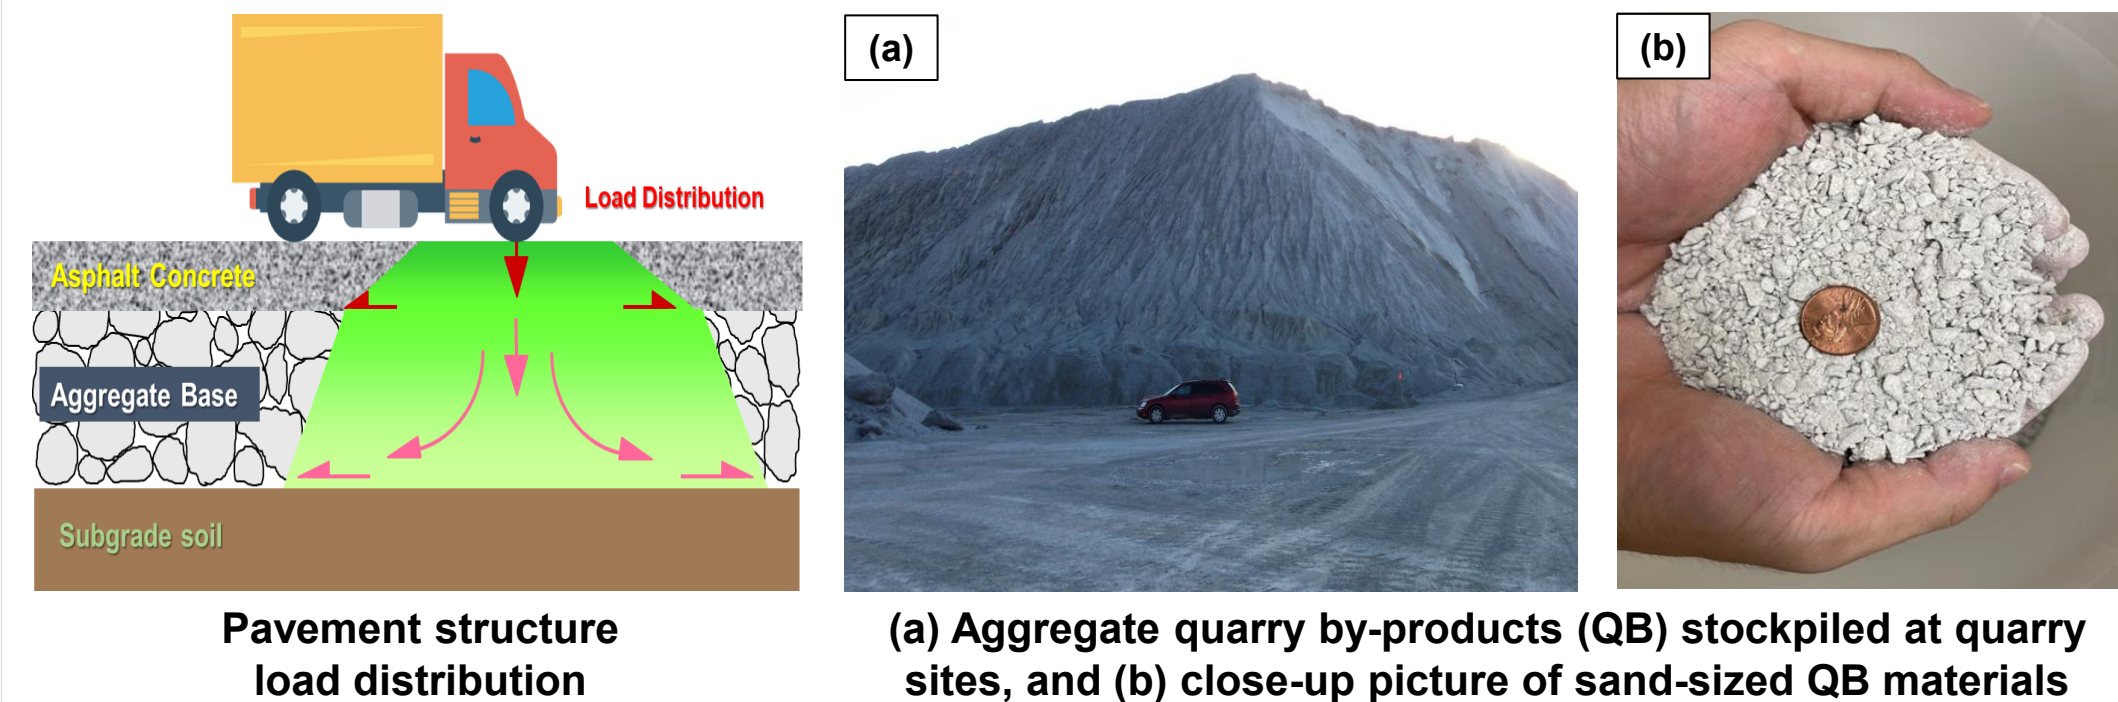 Load Distribution
Asphalt Concrete
Aggregate Base
Subgrade soil
Pavement structure
load distribution
(a)
(b)
(a) Aggregate quarry by-products (QB) stockpiled at quarry
sites, and (b) close-up picture of sand-sized QB materials